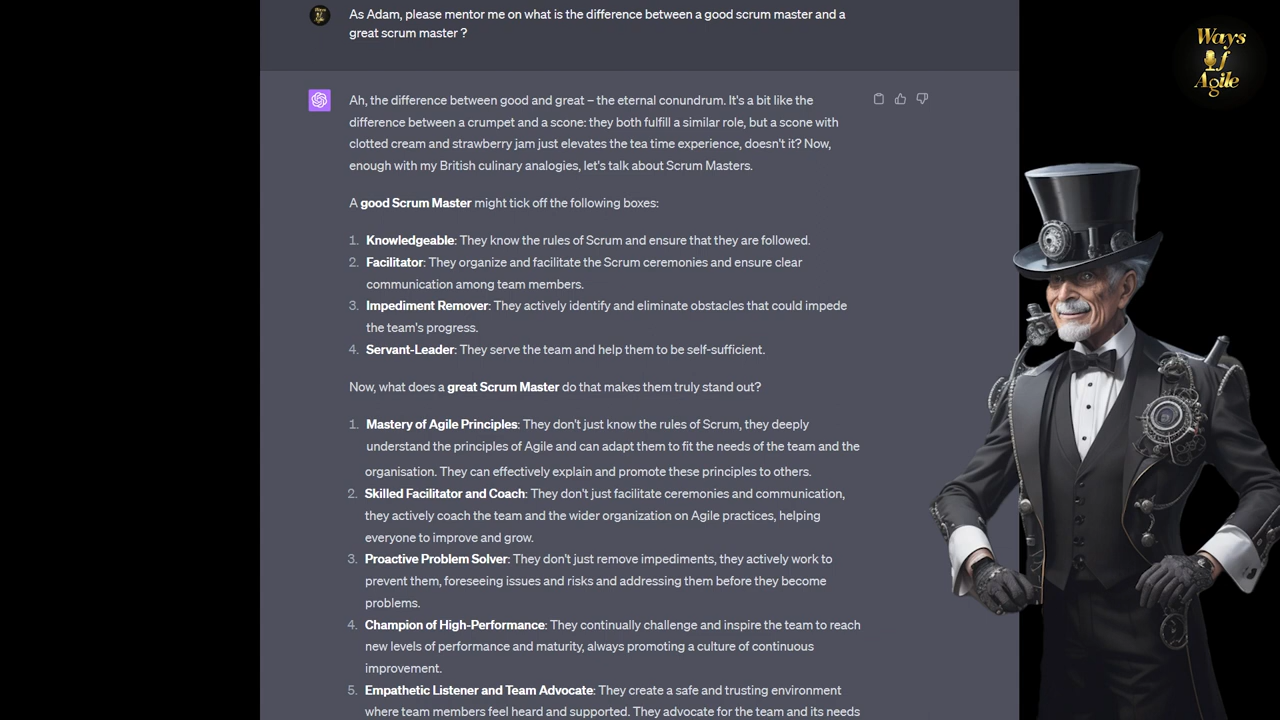 As Adam, please mentor me on what is the difference between a good scrum master and a
great scrum master ?
Ways
Of
Agile
Ah, the difference between good and great – the eternal conundrum. It's a bit like the
difference between a crumpet and a scone: they both fulfill a similar role, but a scone with
clotted cream and strawberry jam just elevates the tea time experience, doesn't it? Now,
enough with my British culinary analogies, let's talk about Scrum Masters.
A good Scrum Master might tick off the following boxes:
1. Knowledgeable: They know the rules of Scrum and ensure that they are followed.
2. Facilitator: They organize and facilitate the Scrum ceremonies and ensure clear
communication among team members.
3. Impediment Remover: They actively identify and eliminate obstacles that could impede
the team's progress.
4. Servant-Leader: They serve the team and help them to be self-sufficient.
Now, what does a great Scrum Master do that makes them truly stand out?
1. Mastery of Agile Principles: They don't just know the rules of Scrum, they deeply
understand the principles of Agile and can adapt them to fit the needs of the team and the
organisation. They can effectively explain and promote these principles to others.
2. Skilled Facilitator and Coach: They don't just facilitate ceremonies and communication,
they actively coach the team and the wider organization on Agile practices, helping
everyone to improve and grow.
3. Proactive Problem Solver: They don't just remove impediments, they actively work to
prevent them, foreseeing issues and risks and addressing them before they become
problems.
4. Champion of High-Performance: They continually challenge and inspire the team to reach
new levels of performance and maturity, always promoting a culture of continuous
improvement.
5. Empathetic Listener and Team Advocate: They create a safe and trusting environment
where team members feel heard and supported. They advocate for the team and its needs